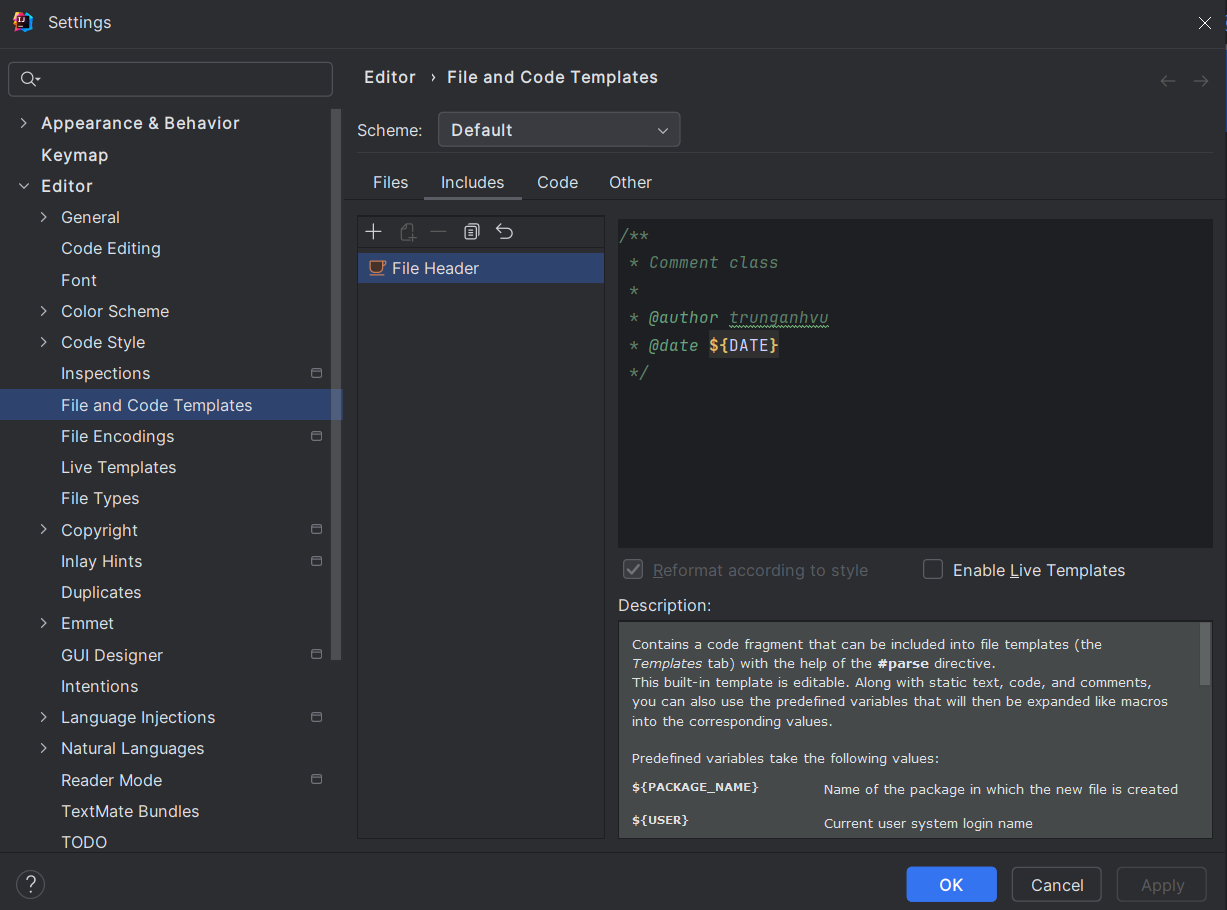 Settings
Editor › File and Code Templates
Scheme: Default
Appearance & Behavior
Keymap
Editor
General
Code Editing
Font
Color Scheme
Code Style
Inspections
File and Code Templates
File Encodings
Live Templates
File Types
Copyright
Inlay Hints
Duplicates
Emmet
GUI Designer
Intentions
Language Injections
Natural Languages
Reader Mode
TextMate Bundles
TODO
Files Includes Code Other
File Header
/**
* Comment class
*
* @author trunganhvu
* @date ${DATE}
*/
Reformat according to style Enable Live Templates
Description:
Contains a code fragment that can be included into file templates (the
Templates tab) with the help of the #parse directive.
This built-in template is editable. Along with static text, code, and comments,
you can also use the predefined variables that will then be expanded like macros
into the corresponding values.
Predefined variables take the following values:
${PACKAGE_NAME} Name of the package in which the new file is created
${USER} Current user system login name
? OK Cancel Apply